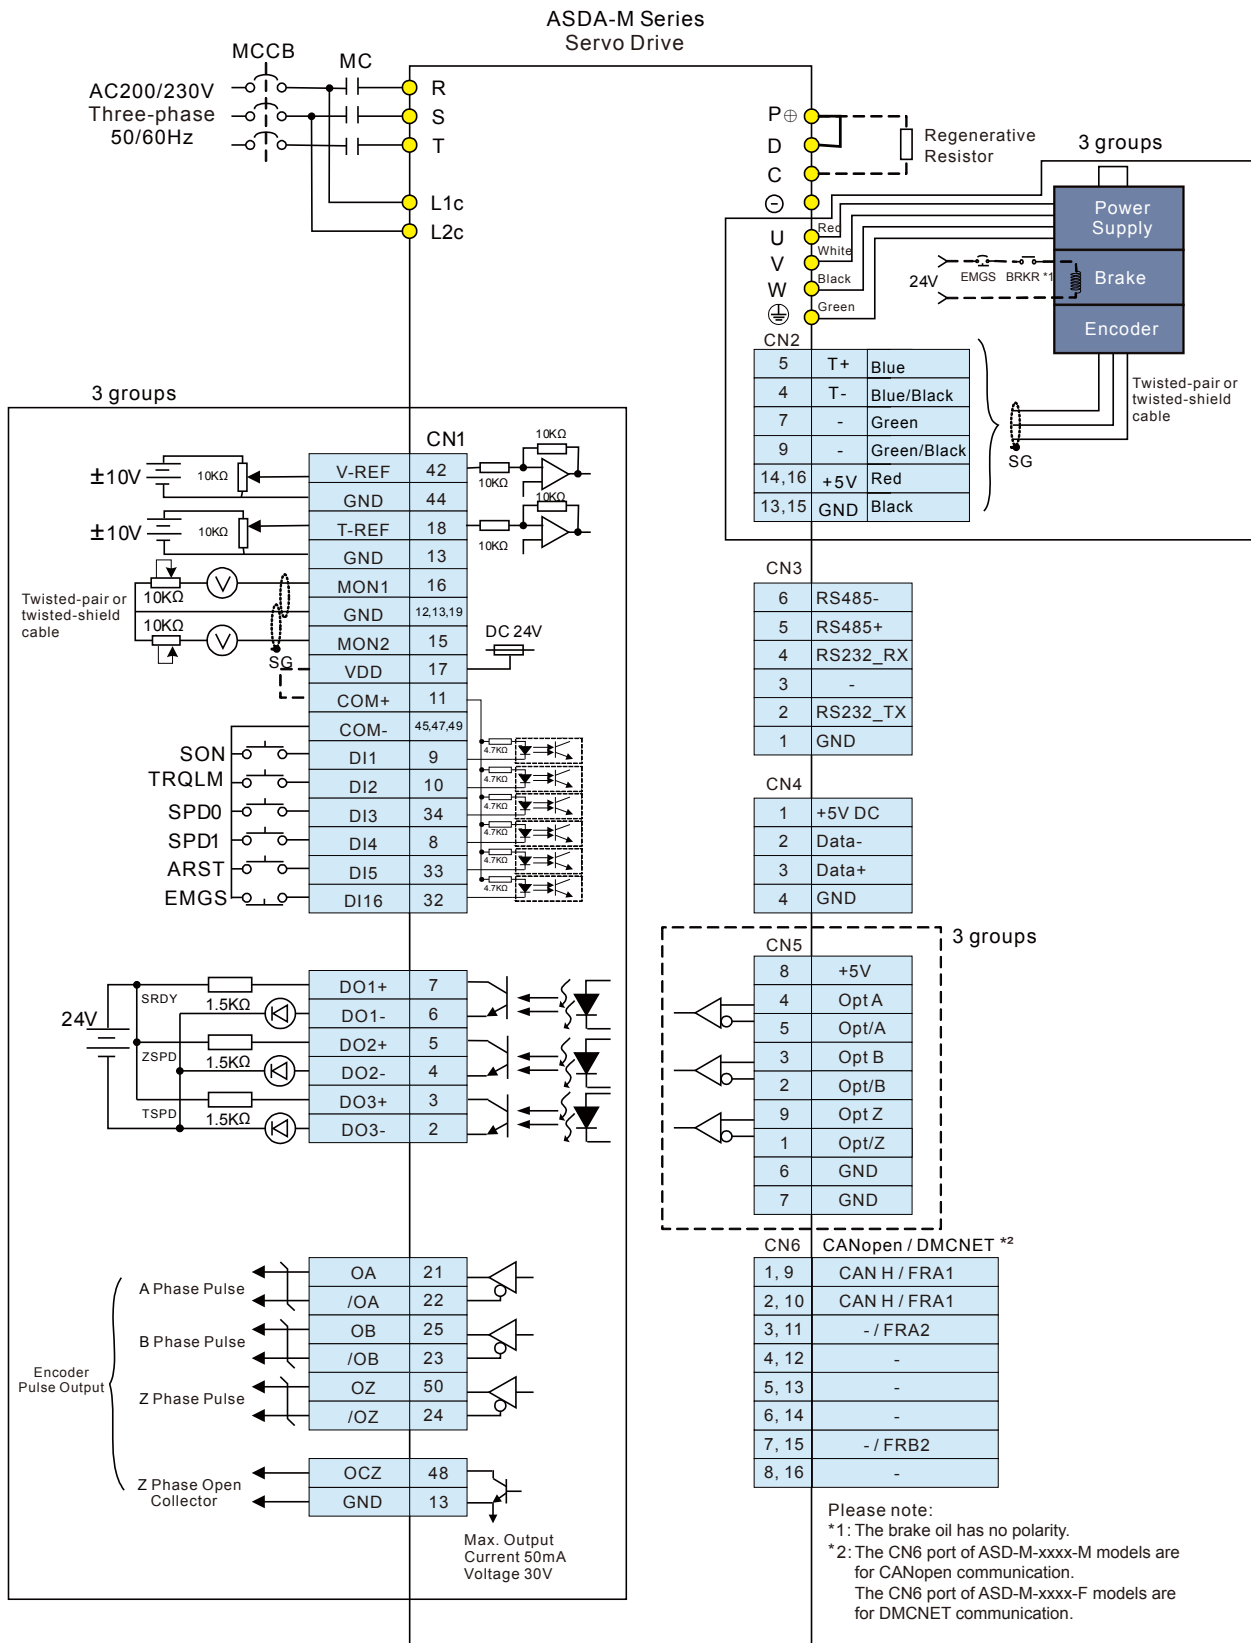 ASDA-M Series
Servo Drive
MCCB
MC
AC200/230V
Three-phase
50/60Hz
R
S
T
L1c
L2c
P⊕
D
C
⊖
U
V
W
Regenerative
Resistor
3 groups
Red
White
Black
Green
Power
Supply
24V
EMGS
BRKR *1
Brake
Encoder
Twisted-pair or
twisted-shield
cable
SG
CN2
5 T+ Blue
4 T- Blue/Black
7 - Green
9 - Green/Black
14,16 +5V Red
13,15 GND Black
3 groups
CN1
±10V
10KΩ
V-REF 42
10KΩ
10KΩ
GND 44
±10V
10KΩ
T-REF 18
10KΩ
10KΩ
GND 13
10KΩ
V
MON1 16
Twisted-pair or
twisted-shield
cable
GND 12,13,19
10KΩ
V
MON2 15
SG
DC 24V
VDD 17
COM+ 11
COM- 45,47,49
SON DI1 9 4.7KΩ
TRQLM DI2 10 4.7KΩ
SPD0 DI3 34 4.7KΩ
SPD1 DI4 8 4.7KΩ
ARST DI5 33 4.7KΩ
EMGS DI16 32 4.7KΩ
24V
SRDY
1.5KΩ
DO1+ 7
DO1- 6
ZSPD
1.5KΩ
DO2+ 5
DO2- 4
TSPD
1.5KΩ
DO3+ 3
DO3- 2
Encoder
Pulse Output
A Phase Pulse
OA 21
/OA 22
B Phase Pulse
OB 25
/OB 23
Z Phase Pulse
OZ 50
/OZ 24
Z Phase Open
Collector
OCZ 48
GND 13
Max. Output
Current 50mA
Voltage 30V
CN3
6 RS485-
5 RS485+
4 RS232_RX
3 -
2 RS232_TX
1 GND
CN4
1 +5V DC
2 Data-
3 Data+
4 GND
3 groups
CN5
8 +5V
4 Opt A
5 Opt/A
3 Opt B
2 Opt/B
9 Opt Z
1 Opt/Z
6 GND
7 GND
CN6 CANopen / DMCNET *2
1, 9 CAN H / FRA1
2, 10 CAN H / FRA1
3, 11 - / FRA2
4, 12 -
5, 13 -
6, 14 -
7, 15 - / FRB2
8, 16 -
Please note:
*1: The brake oil has no polarity.
*2: The CN6 port of ASD-M-xxxx-M models are
for CANopen communication.
The CN6 port of ASD-M-xxxx-F models are
for DMCNET communication.